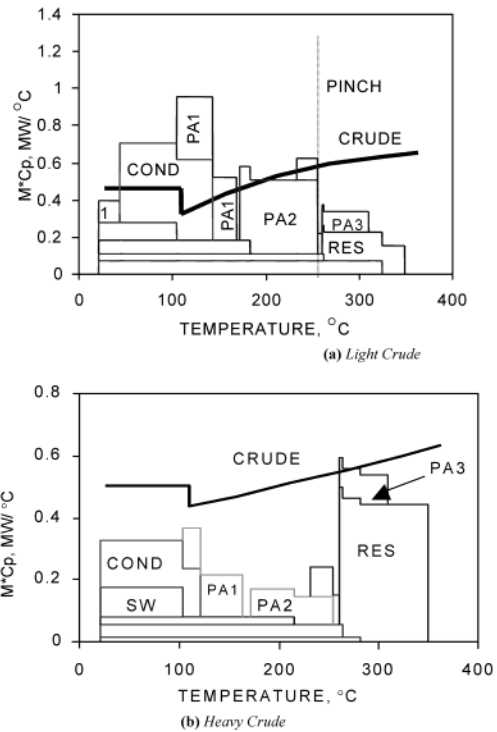 1.4
1.2
1
0.8
0.6
0.4
0.2
0
M*Cp, MW/ °C
PA1
PINCH
CRUDE
COND
1
PA1
PA2
PA3
RES
0 100 200 300 400
TEMPERATURE, °C
(a) Light Crude
0.8
0.6
0.4
0.2
0
M*Cp, MW/ °C
CRUDE
PA3
COND
RES
PA1
SW
PA2
0 100 200 300 400
TEMPERATURE, °C
(b) Heavy Crude